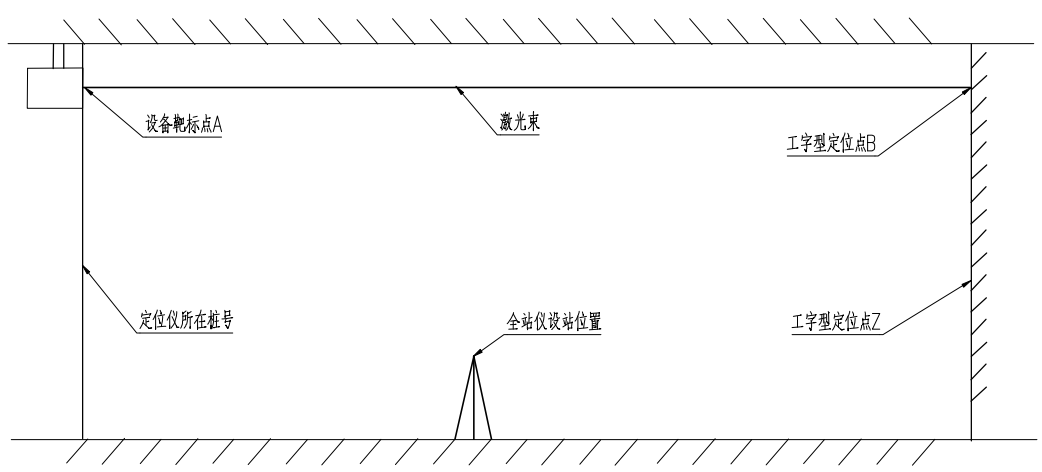 设备靶标点A
激光束
工字型定位点B
定位仪所在桩号
全站仪设站位置
工字型定位点Z